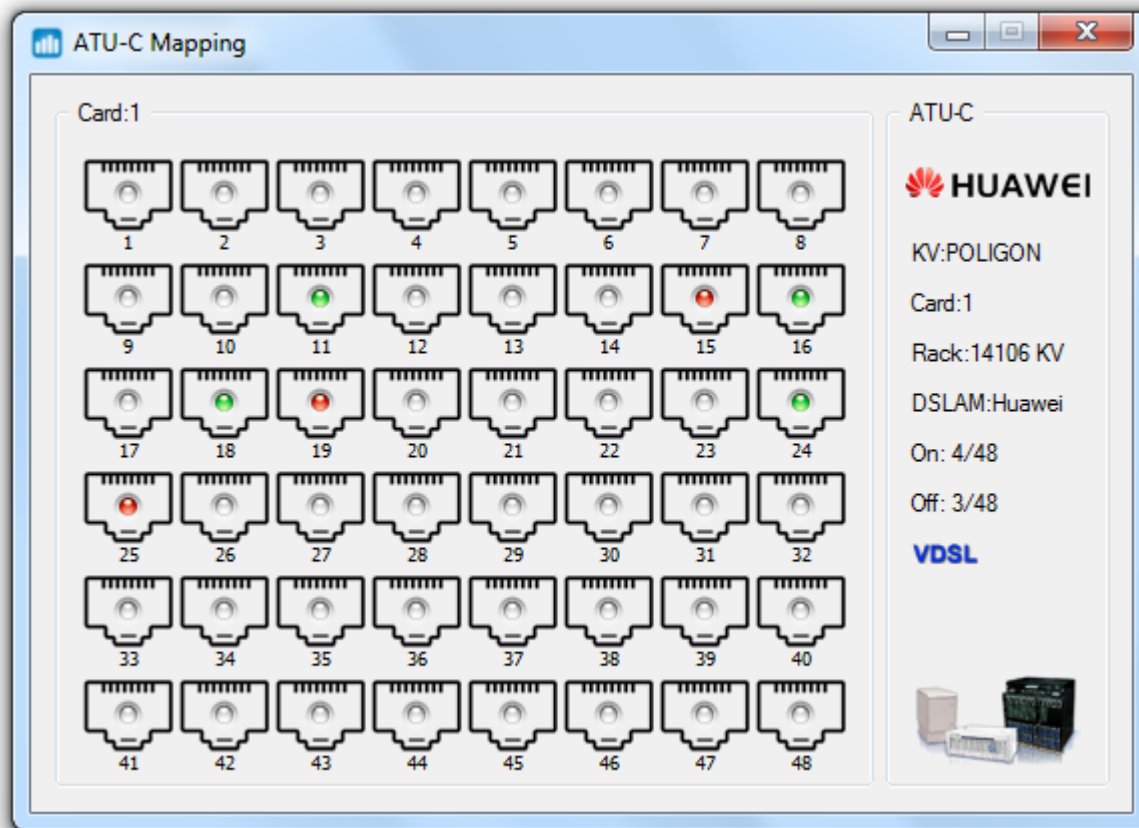 ATU-C Mapping
Card:1
1 2 3 4 5 6 7 8
9 10 11 12 13 14 15 16
17 18 19 20 21 22 23 24
25 26 27 28 29 30 31 32
33 34 35 36 37 38 39 40
41 42 43 44 45 46 47 48
ATU-C
HUAWEI
KV:POLIGON
Card:1
Rack:14106 KV
DSLAM:Huawei
On: 4/48
Off: 3/48
VDSL